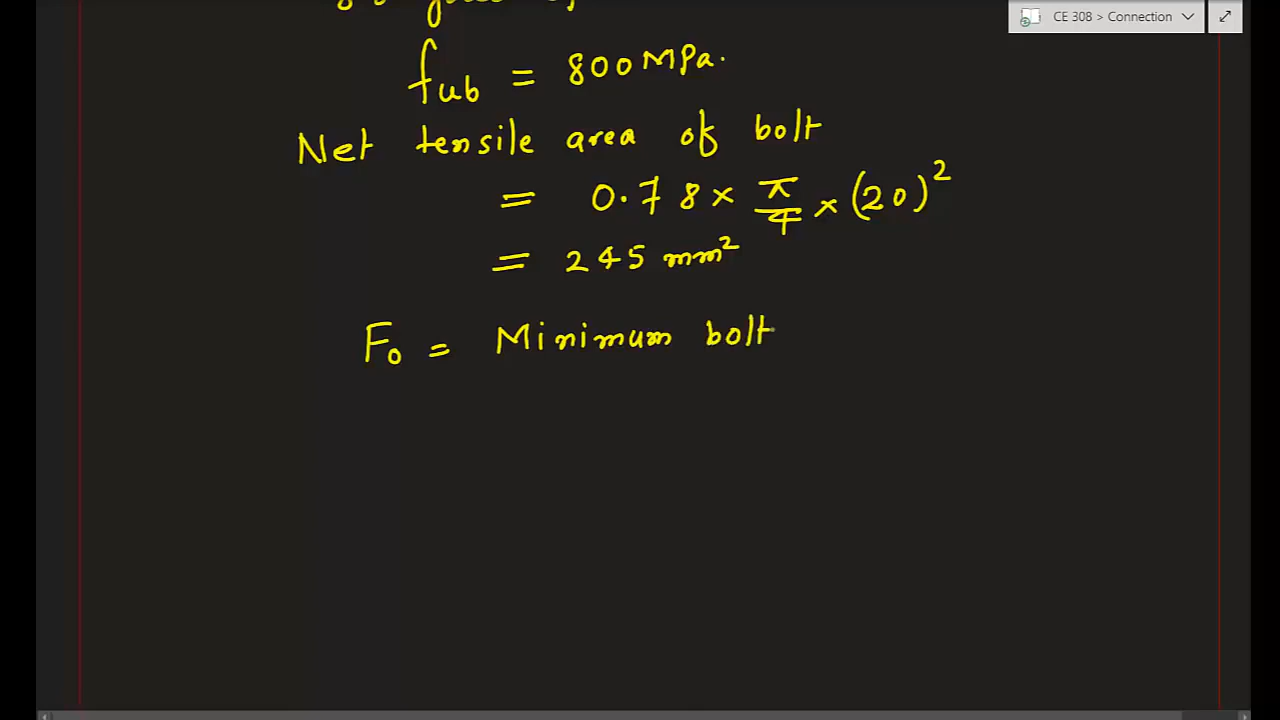 CE 308 > Connection
fub = 800 MPa.
Net tensile area of bolt
= 0.78 × π/4 × (20)²
= 245 mm²
F₀ = Minimum bolt